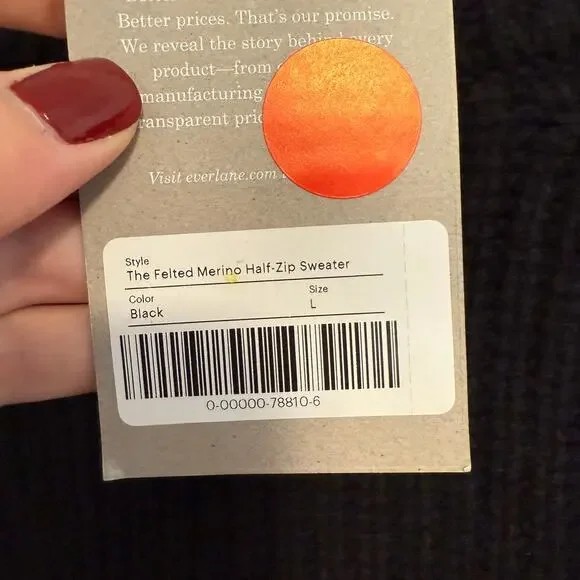 Better prices. That's our promise.
We reveal the story behind every
product—from
manufacturing
transparent
Visit everlane.com
Style
The Felted Merino Half-Zip Sweater
Color
Size
Black
L
0-00000-78810-6